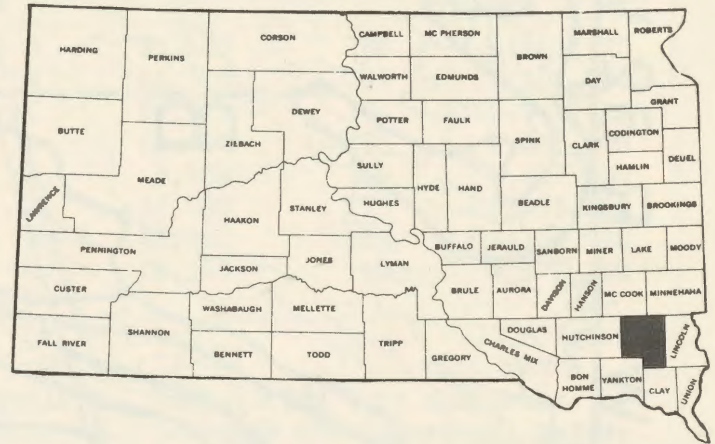 HARDING
PERKINS
CORSON
CAMPBELL
MC PHERSON
BROWN
MARSHALL
ROBERTS
WALWORTH
EDMUNDS
DAY
BUTTE
DEWEY
ZIEBACH
POTTER
FAULK
GRANT
SPINK
CLARK
CODINGTON
HAMLIN
DEUEL
LAWRENCE
MEADE
SULLY
HYDE
HAND
HUGHES
STANLEY
HAAKON
BEADLE
KINGSBURY
BROOKINGS
PENNINGTON
JACKSON
JONES
LYMAN
BUFFALO
JERAULD
SANBORN
MINER
LAKE
MOODY
CUSTER
WASHABAUGH
MELLETTE
BRULE
AURORA
DAVISON
HANSON
MC COOK
MINNEHAHA
FALL RIVER
SHANNON
BENNETT
TODD
TRIPP
GREGORY
CHARLES MIX
DOUGLAS
HUTCHINSON
LINCOLN
BON
HOMME
YANKTON
CLAY
UNION